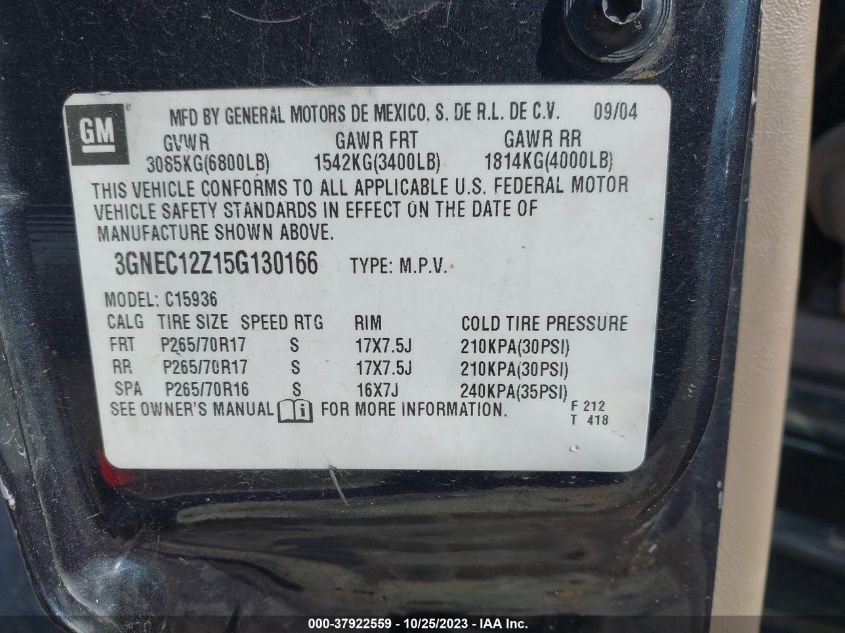 GM
MFD BY GENERAL MOTORS DE MEXICO, S. DE R.L. DE C.V. 09/04
GVWR GAWR FRT GAWR RR
3085KG(6800LB) 1542KG(3400LB) 1814KG(4000LB)
THIS VEHICLE CONFORMS TO ALL APPLICABLE U.S. FEDERAL MOTOR
VEHICLE SAFETY STANDARDS IN EFFECT ON THE DATE OF
MANUFACTURE SHOWN ABOVE.
3GNEC12Z15G130166 TYPE: M.P.V.
MODEL: C15936
CALG TIRE SIZE SPEED RTG RIM COLD TIRE PRESSURE
FRT P265/70R17 S 17X7.5J 210KPA(30PSI)
RR P265/70R17 S 17X7.5J 210KPA(30PSI)
SPA P265/70R16 S 16X7J 240KPA(35PSI)
SEE OWNER'S MANUAL i FOR MORE INFORMATION. F 212
T 418
000-37922559 - 10/25/2023 - IAA Inc.